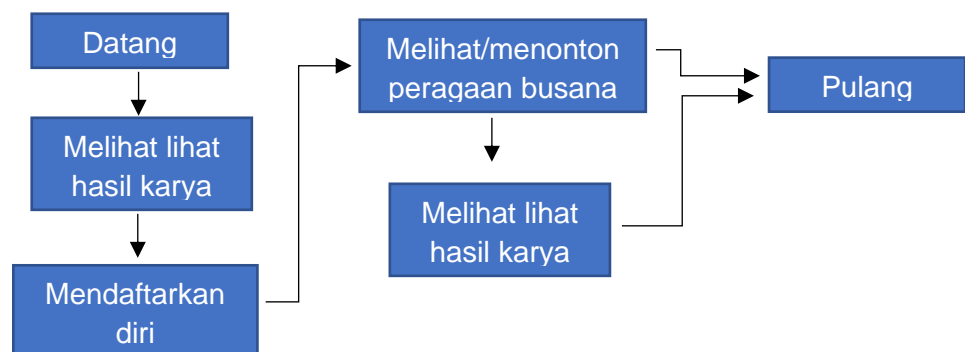 Datang
Melihat lihat
hasil karya
Mendaftarkan
diri
Melihat/menonton
peragaan busana
Melihat lihat
hasil karya
Pulang